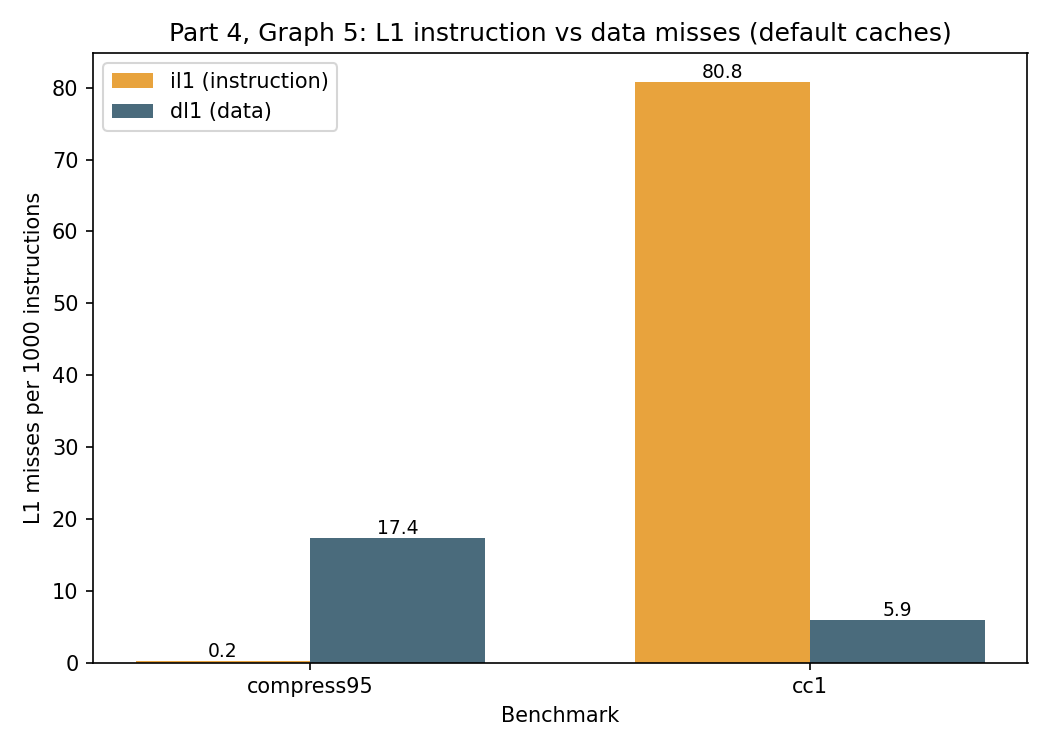 Part 4, Graph 5: L1 instruction vs data misses (default caches)
il1 (instruction)
dl1 (data)
L1 misses per 1000 instructions
80
70
60
50
40
30
20
10
0
0.2
17.4
80.8
5.9
compress95
cc1
Benchmark